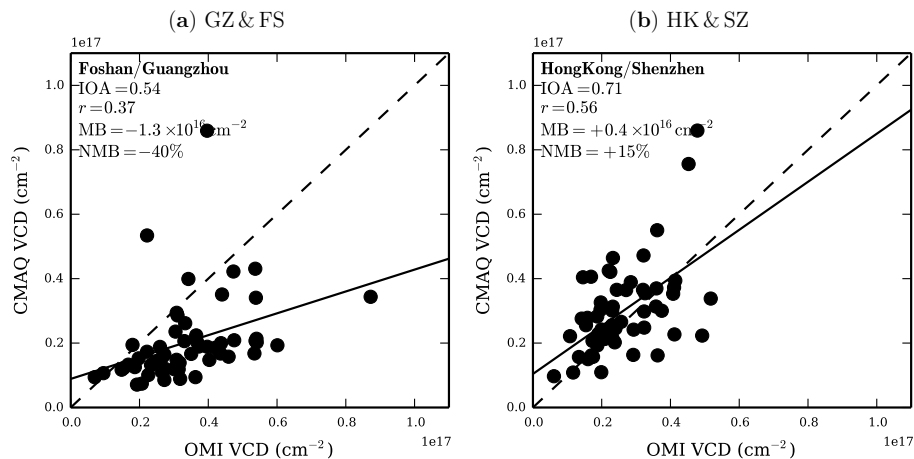 (a) GZ & FS
1e17
Foshan/Guangzhou
IOA=0.54
r=0.37
MB=−1.3 ×10^16 cm^−2
NMB=−40%
1.0
0.8
0.6
0.4
0.2
0.0
CMAQ VCD (cm^−2)
0.0 0.2 0.4 0.6 0.8 1.0
1e17
OMI VCD (cm^−2)
(b) HK & SZ
1e17
HongKong/Shenzhen
IOA=0.71
r=0.56
MB=+0.4 ×10^16 cm^−2
NMB=+15%
1.0
0.8
0.6
0.4
0.2
0.0
CMAQ VCD (cm^−2)
0.0 0.2 0.4 0.6 0.8 1.0
1e17
OMI VCD (cm^−2)